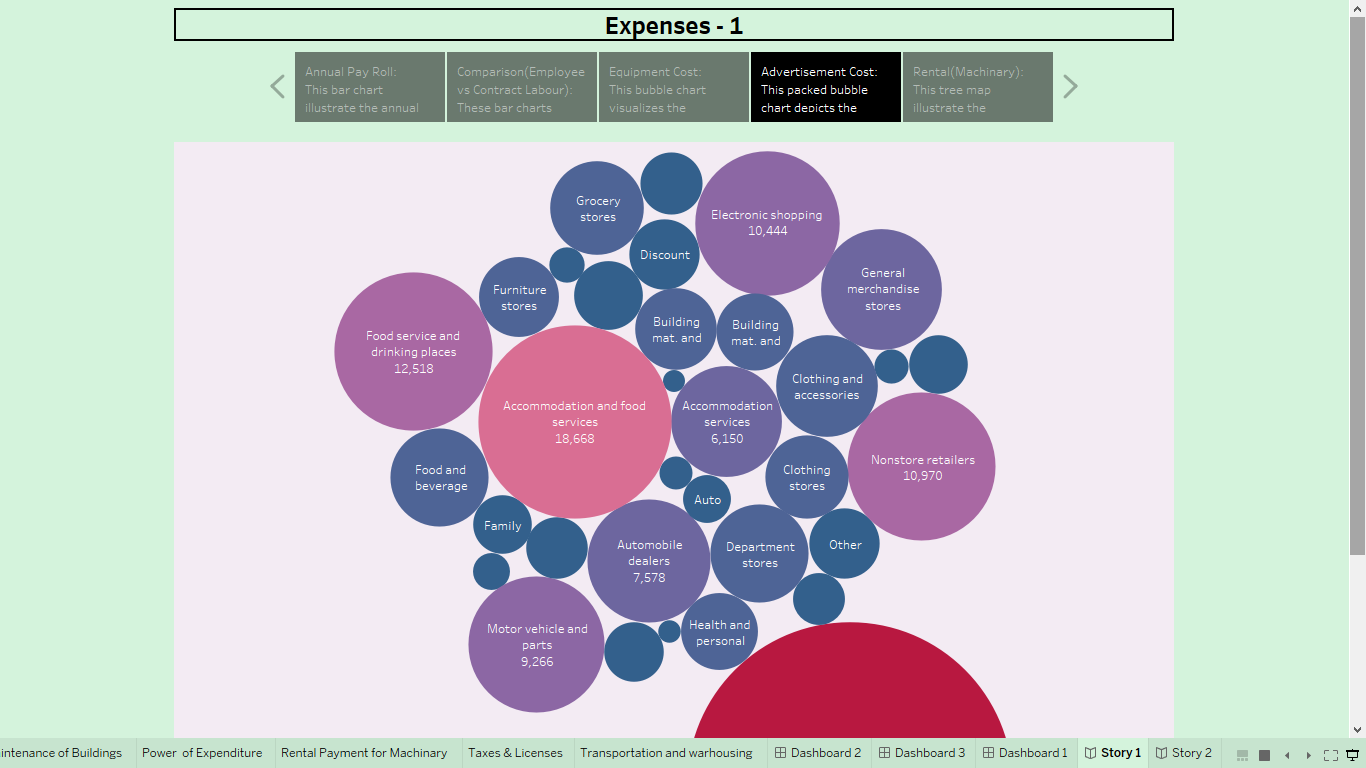 Expenses - 1
Annual Pay Roll:
This bar chart
illustrate the annual
Comparison(Employee
vs Contract Labour):
These bar charts
Equipment Cost:
This bubble chart
visualizes the
Advertisement Cost:
This packed bubble
chart depicts the
Rental(Machinary):
This tree map
illustrate the
Grocery
stores
Electronic shopping
10,444
Discount
General
merchandise
stores
Furniture
stores
Building
mat. and
Building
mat. and
Food service and
drinking places
12,518
Clothing and
accessories
Accommodation and food
services
18,668
Accommodation
services
6,150
Nonstore retailers
10,970
Food and
beverage
Clothing
stores
Auto
Family
Automobile
dealers
7,578
Department
stores
Other
Motor vehicle and
parts
9,266
Health and
personal
intenance of Buildings
Power of Expenditure
Rental Payment for Machinary
Taxes & Licenses
Transportation and warhousing
Dashboard 2
Dashboard 3
Dashboard 1
Story 1
Story 2